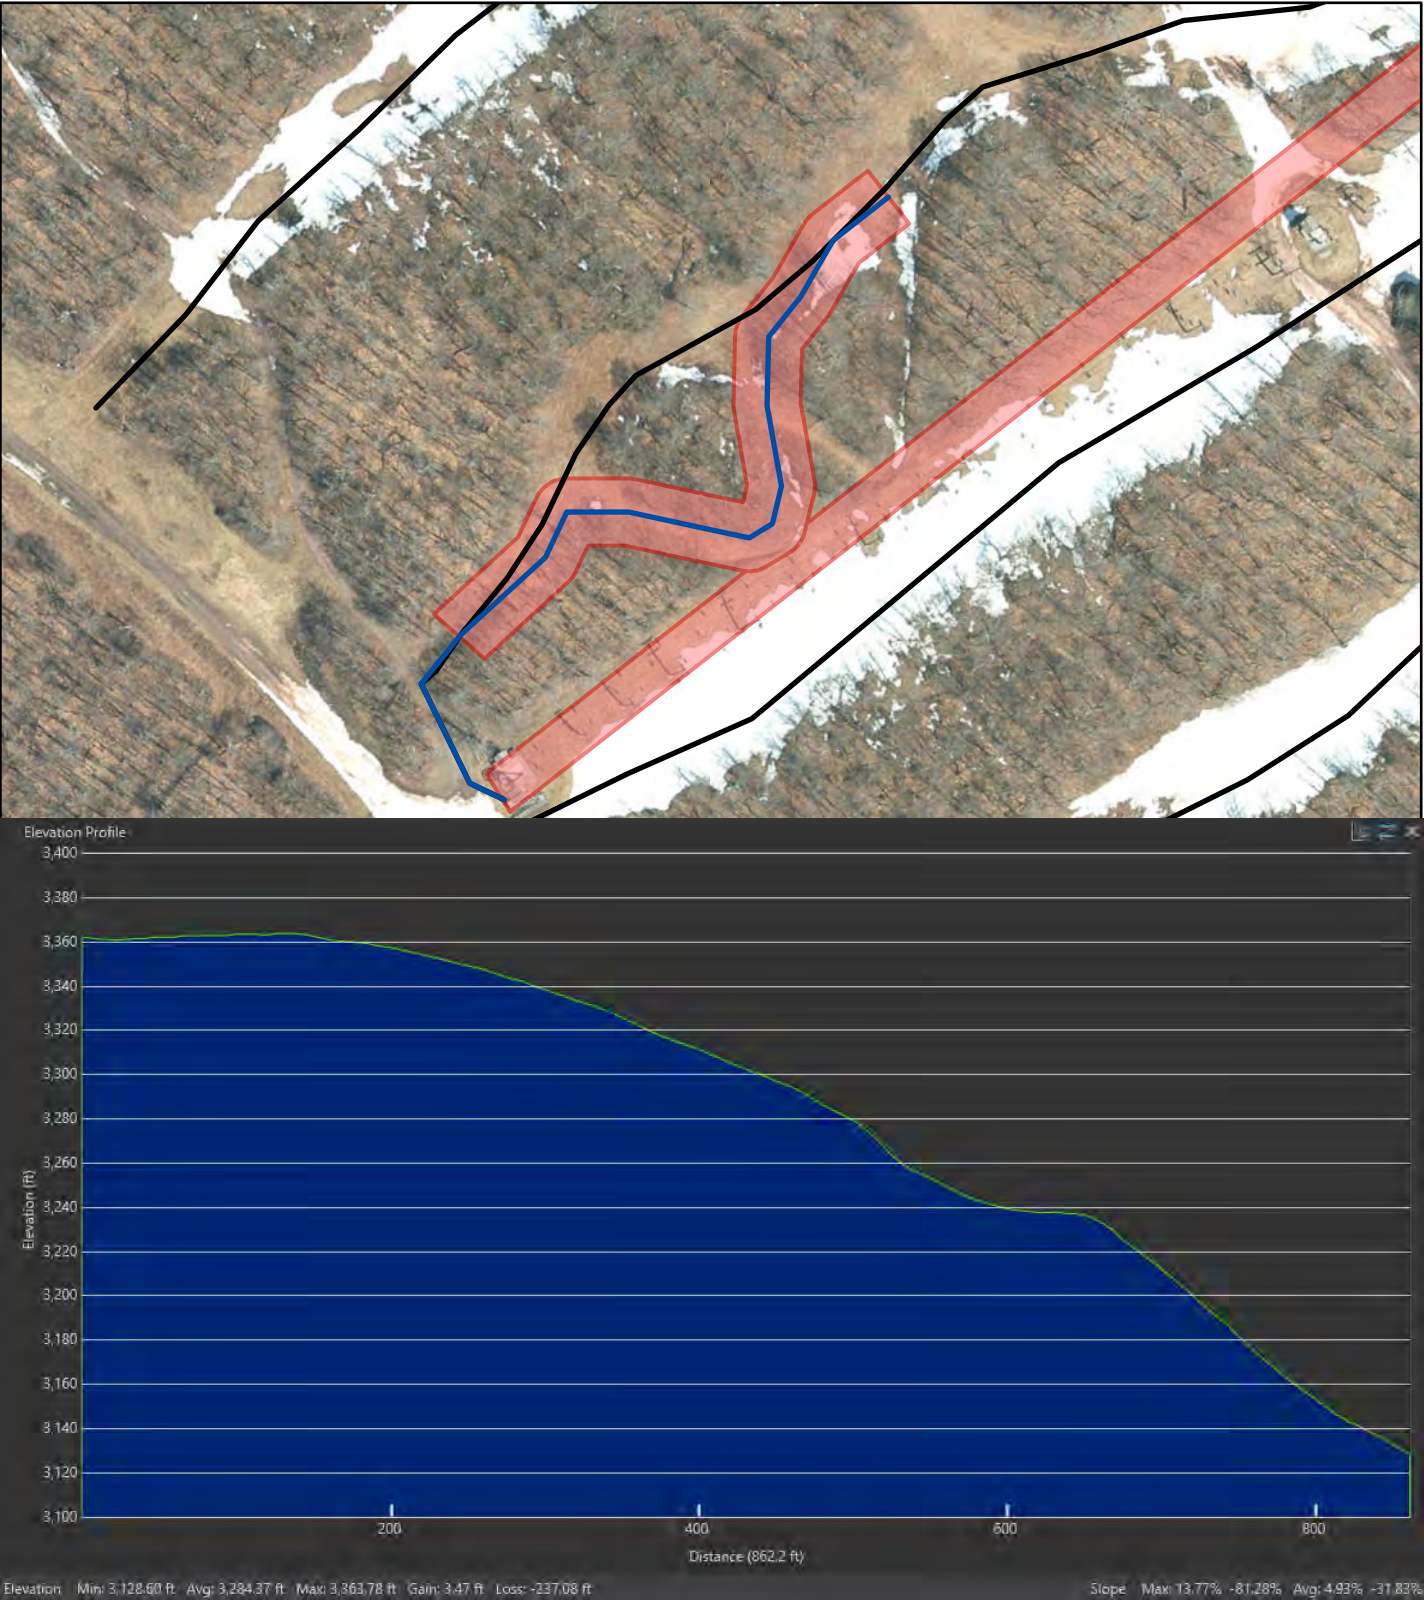 Elevation Profile
3,400
3,380
3,360
3,340
3,320
3,300
3,280
3,260
3,240
3,220
3,200
3,180
3,160
3,140
3,120
3,100
Elevation (ft)
200 400 600 800
Distance (862.2 ft)
Elevation Min: 3,128.60 ft Avg: 3,284.37 ft Max: 3,363.78 ft Gain: 3.47 ft Loss: -237.08 ft
Slope Max: 13.77% -81.28% Avg: 4.93% -31.83%